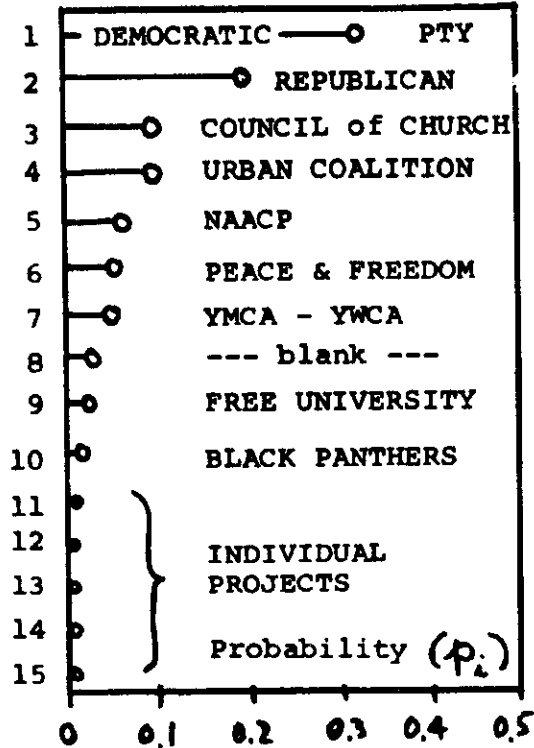 1 DEMOCRATIC PTY
2 REPUBLICAN
3 COUNCIL of CHURCH
4 URBAN COALITION
5 NAACP
6 PEACE & FREEDOM
7 YMCA - YWCA
8 --- blank ---
9 FREE UNIVERSITY
10 BLACK PANTHERS
11
12 INDIVIDUAL
13 PROJECTS
14 Probability (pᵢ)
15
0 0.1 0.2 0.3 0.4 0.5